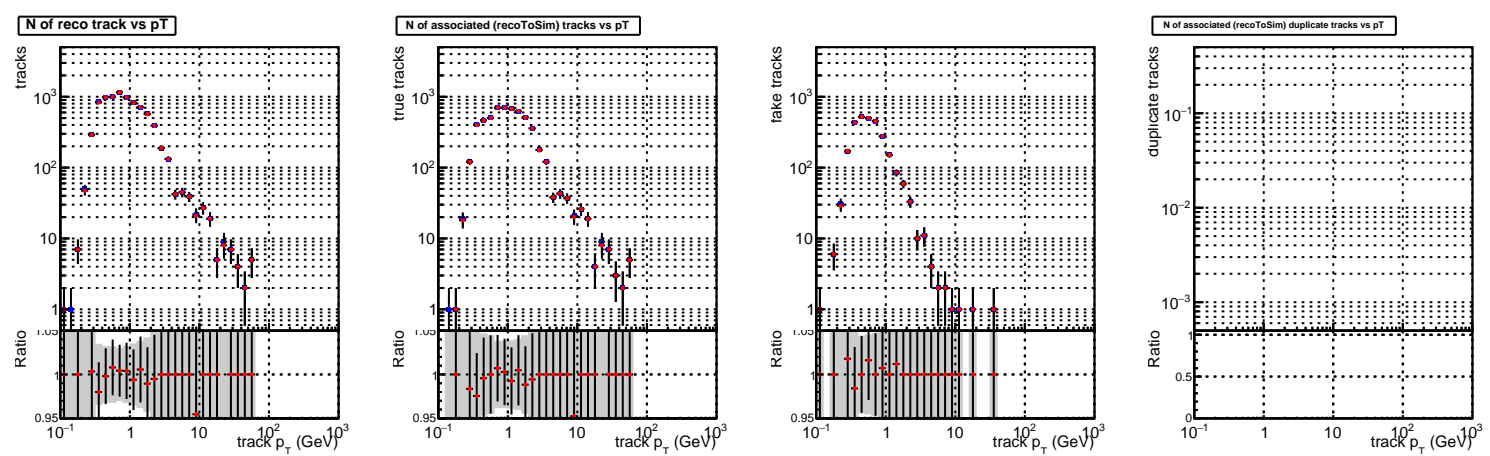 N of reco track vs pT
tracks
10³
10²
10
1
Ratio
1.05
1
0.95
10⁻¹ 1 10 10² 10³
track p_T (GeV)
N of associated (recoToSim) tracks vs pT
true tracks
10³
10²
10
1
Ratio
1.05
1
0.95
10⁻¹ 1 10 10² 10³
track p_T (GeV)
fake tracks
10³
10²
10
1
Ratio
1.05
1
0.95
10⁻¹ 1 10 10² 10³
track p_T (GeV)
N of associated (recoToSim) duplicate tracks vs pT
duplicate tracks
10⁻¹
10⁻²
10⁻³
Ratio
1
0.5
0
10⁻¹ 1 10 10² 10³
track p_T (GeV)